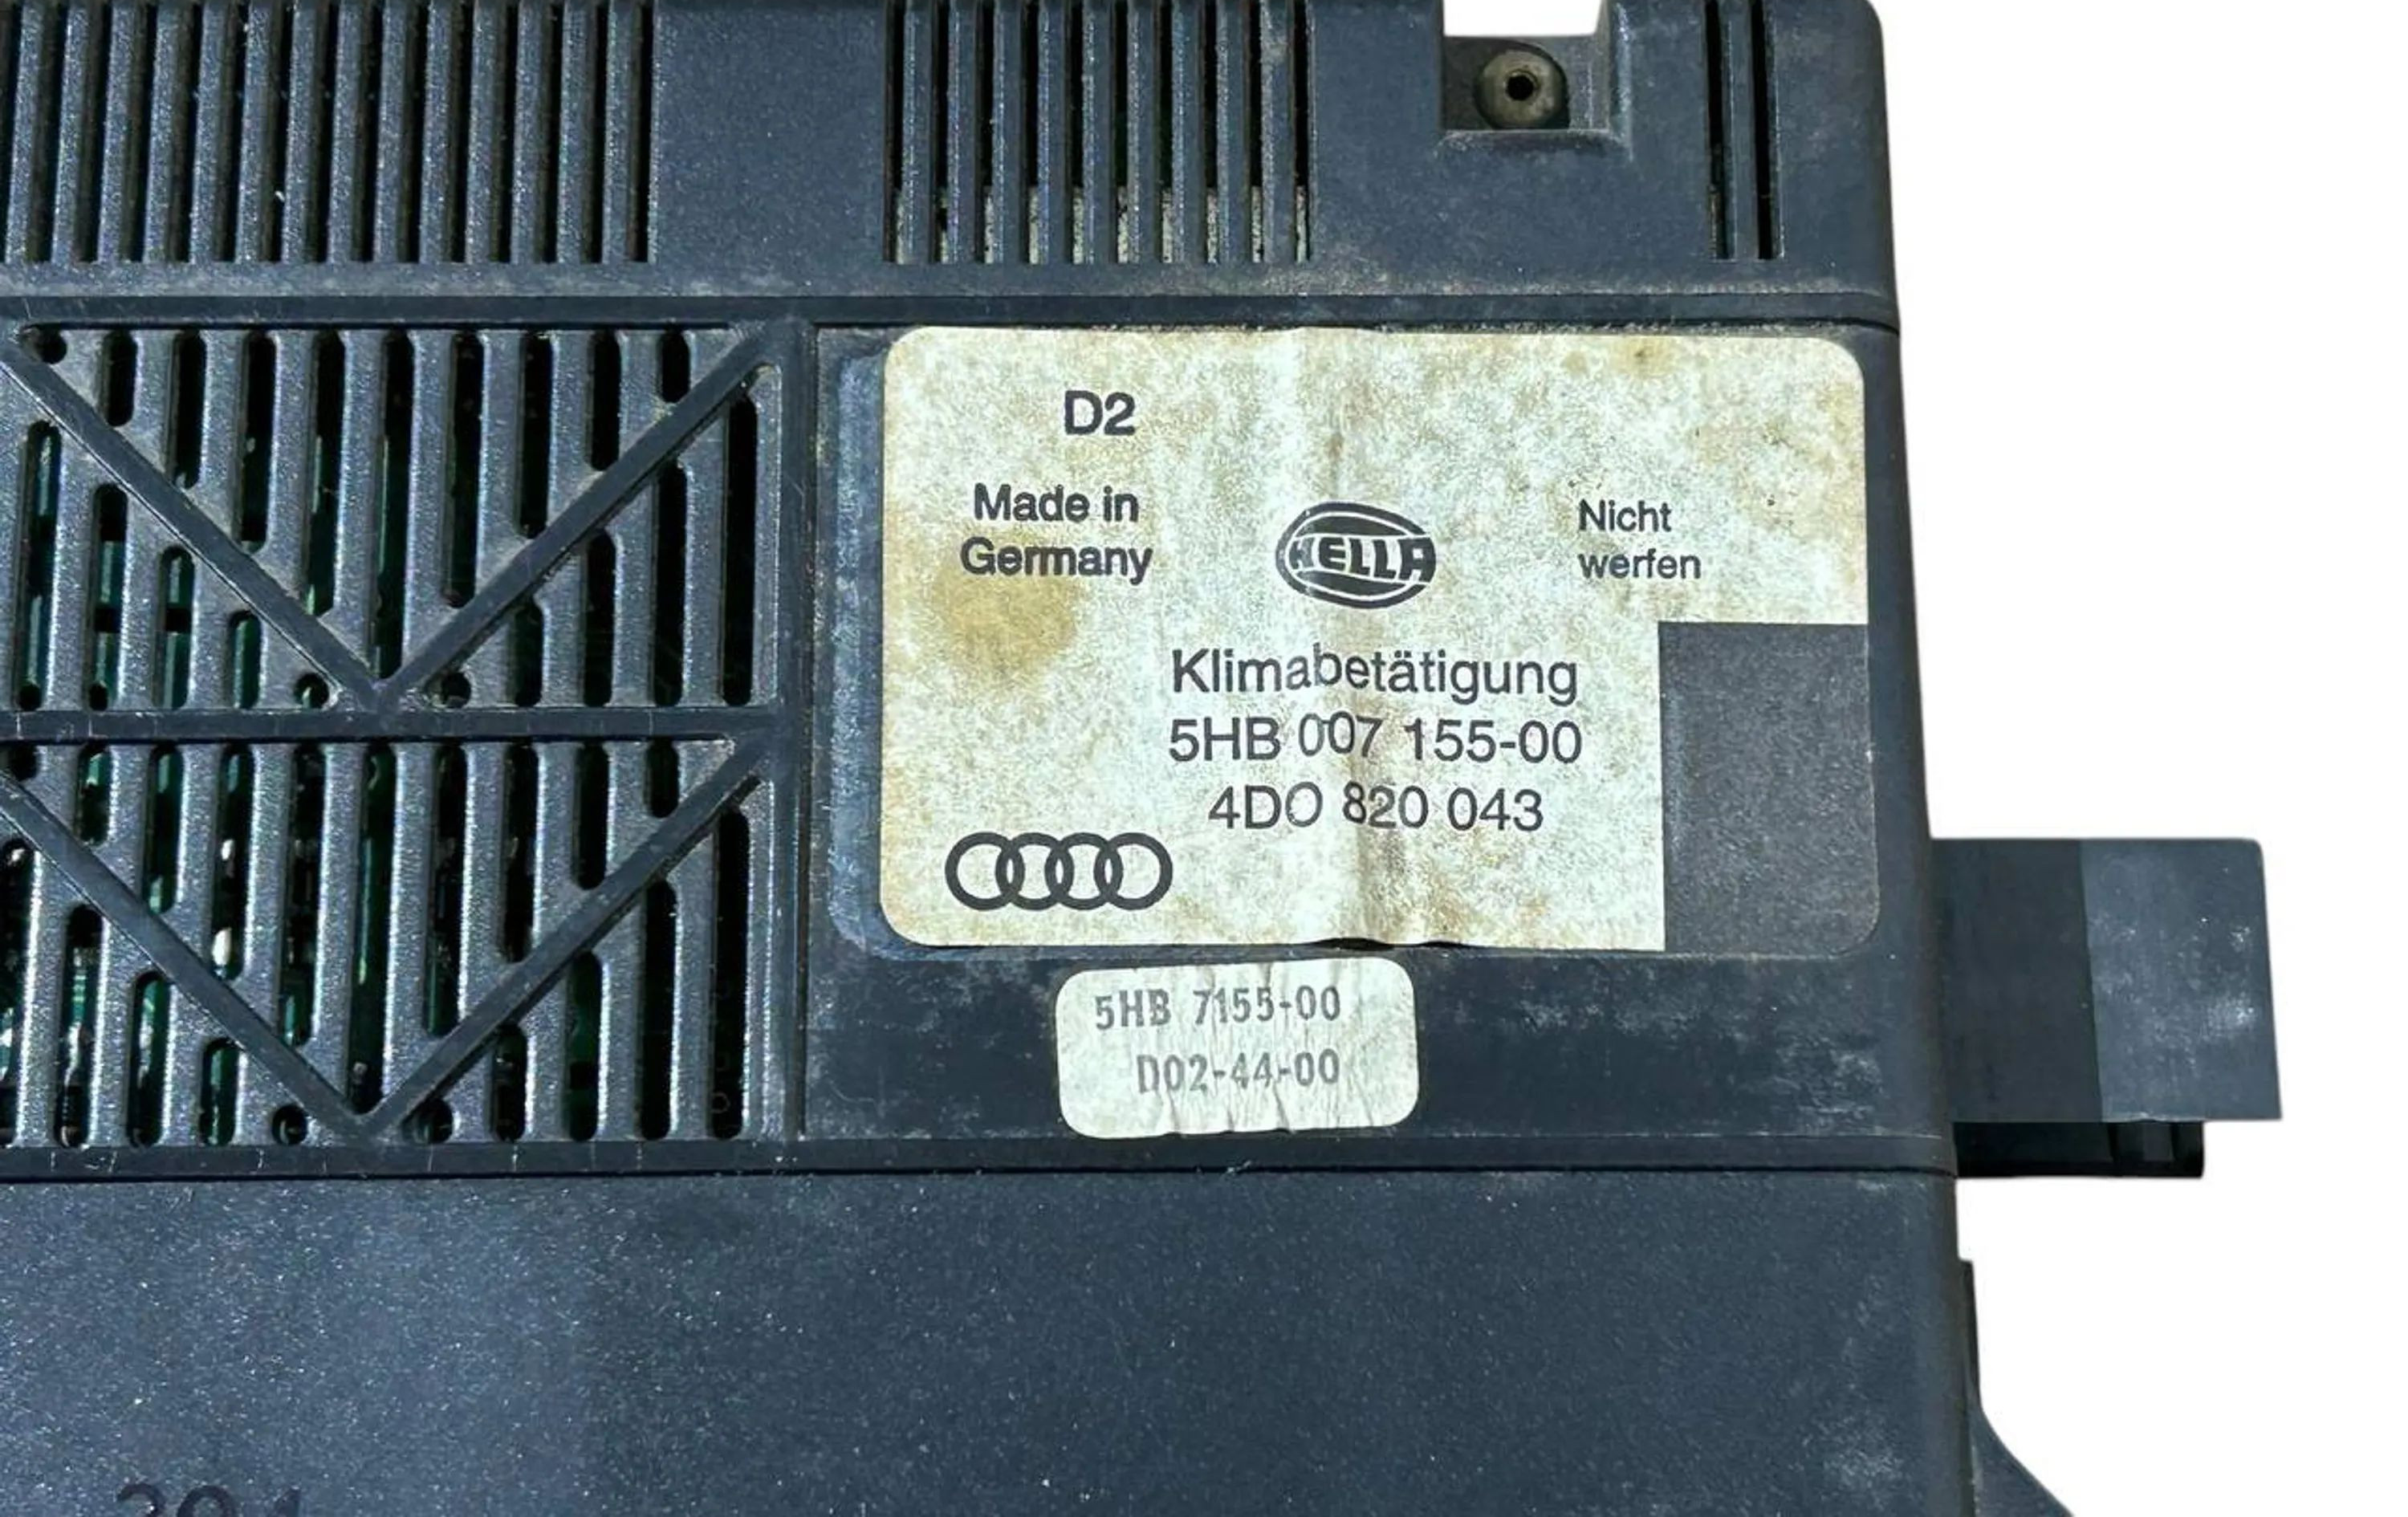 D2
Made in
Germany
HELLA
Nicht
werfen
Klimabetätigung
5HB 007 155-00
4DO 820 043
5HB 7155-00
D02-44-00